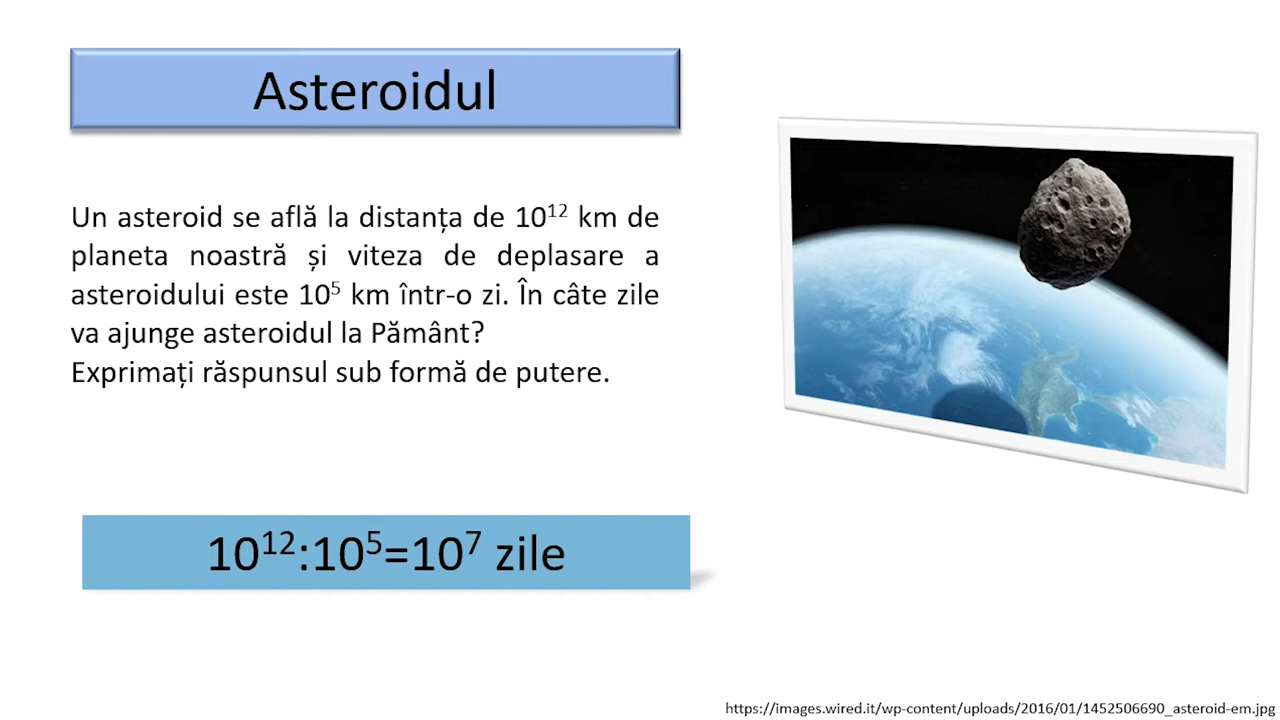 Asteroidul
Un asteroid se află la distanța de 10¹² km de
planeta noastră și viteza de deplasare a
asteroidului este 10⁵ km într-o zi. În câte zile
va ajunge asteroidul la Pământ?
Exprimați răspunsul sub formă de putere.
10¹²:10⁵=10⁷ zile
https://images.wired.it/wp-content/uploads/2016/01/1452506690_asteroid-em.jpg